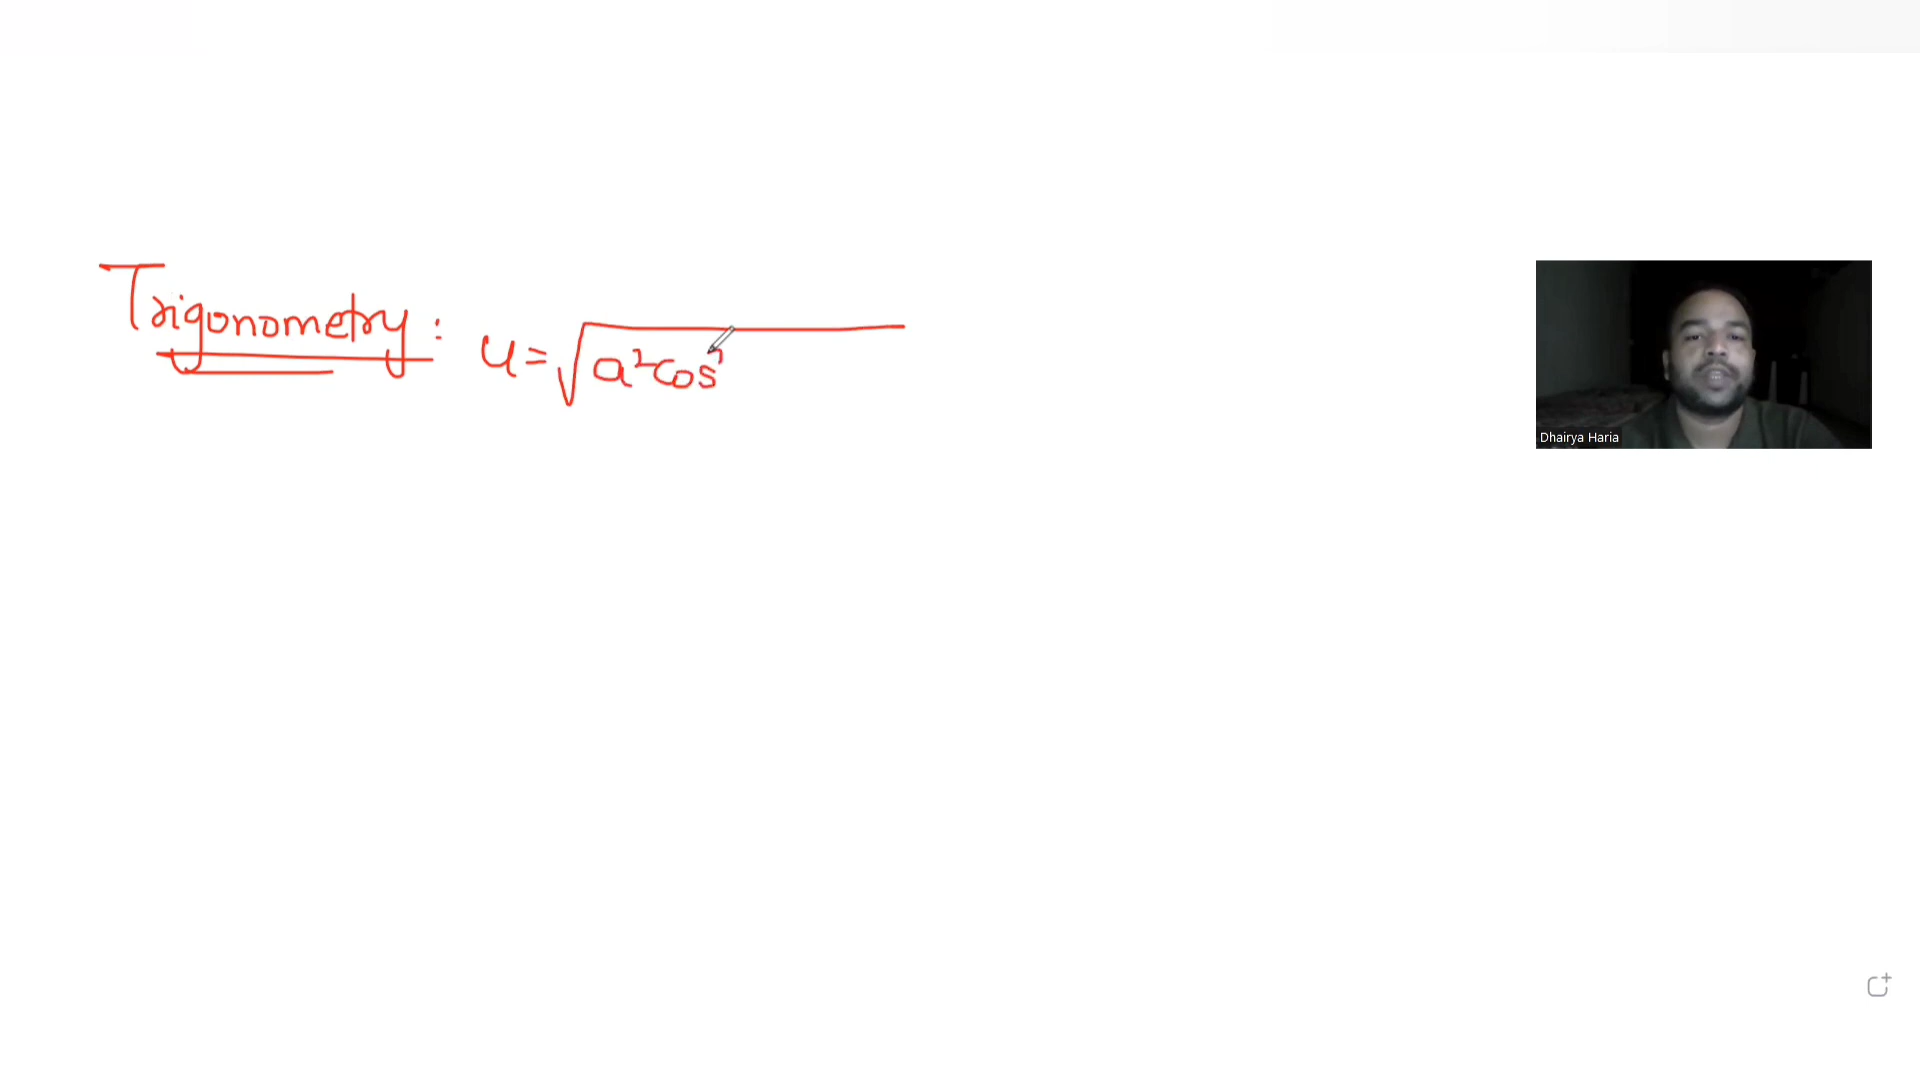 Trigonometry : u = √a²cos²
Dhairya Haria